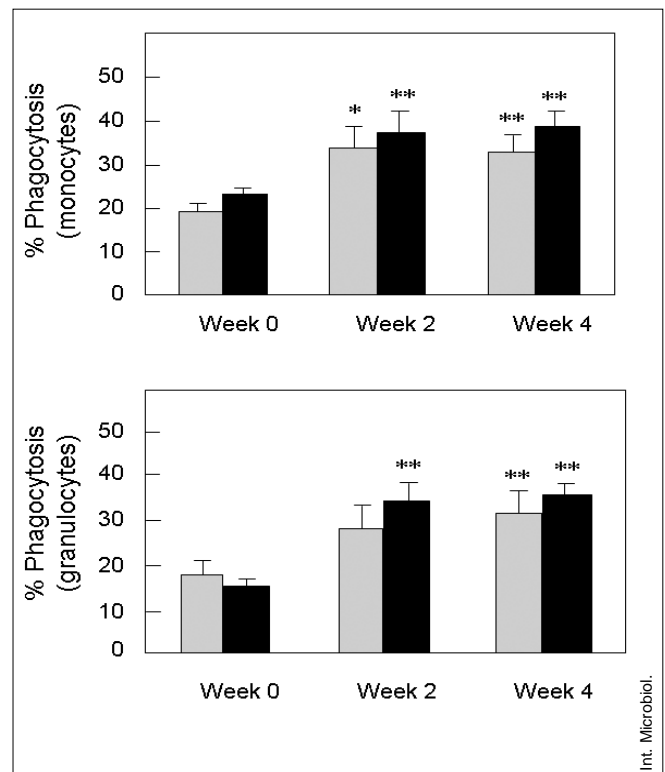 % Phagocytosis
(monocytes)
50
40
30
20
10
0
*
**
**
**
Week 0
Week 2
Week 4
% Phagocytosis
(granulocytes)
50
40
30
20
10
0
**
**
**
Week 0
Week 2
Week 4
Int. Microbiol.